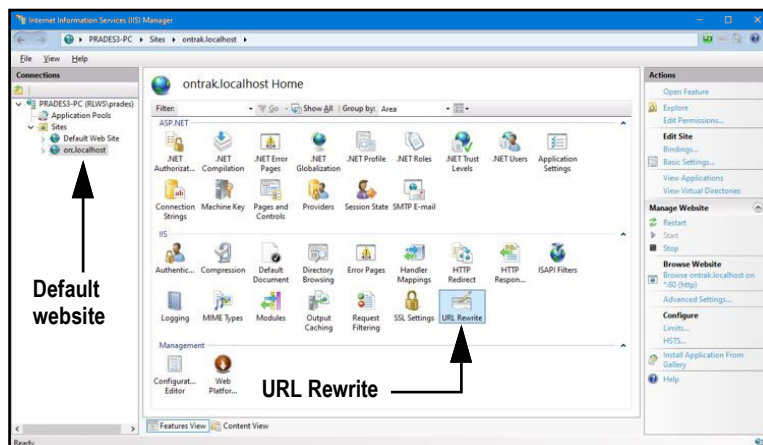 Internet Information Services (IIS) Manager
PRADES3-PC ▸ Sites ▸ ontrak.localhost ▸
File View Help
Connections
PRADES3-PC (RLWS\prades)
Application Pools
Sites
Default Web Site
on.localhost
Default
website
ontrak.localhost Home
Filter: Go Show All Group by: Area
ASP.NET
.NET Authorizat...
.NET Compilation
.NET Error Pages
.NET Globalization
.NET Profile
.NET Roles
.NET Trust Levels
.NET Users
Application Settings
Connection Strings
Machine Key
Pages and Controls
Providers
Session State
SMTP E-mail
IIS
Authentic...
Compression
Default Document
Directory Browsing
Error Pages
Handler Mappings
HTTP Redirect
HTTP Respon...
ISAPI Filters
Logging
MIME Types
Modules
Output Caching
Request Filtering
SSL Settings
URL Rewrite
Management
Configurat... Editor
Web Platfor...
URL Rewrite
Features View Content View
Actions
Open Feature
Explore
Edit Permissions...
Edit Site
Bindings...
Basic Settings...
View Applications
View Virtual Directories
Manage Website
Restart
Start
Stop
Browse Website
Browse ontrak.localhost on
*:80 (http)
Advanced Settings...
Configure
Limits...
HSTS...
Install Application From
Gallery
Help
Ready